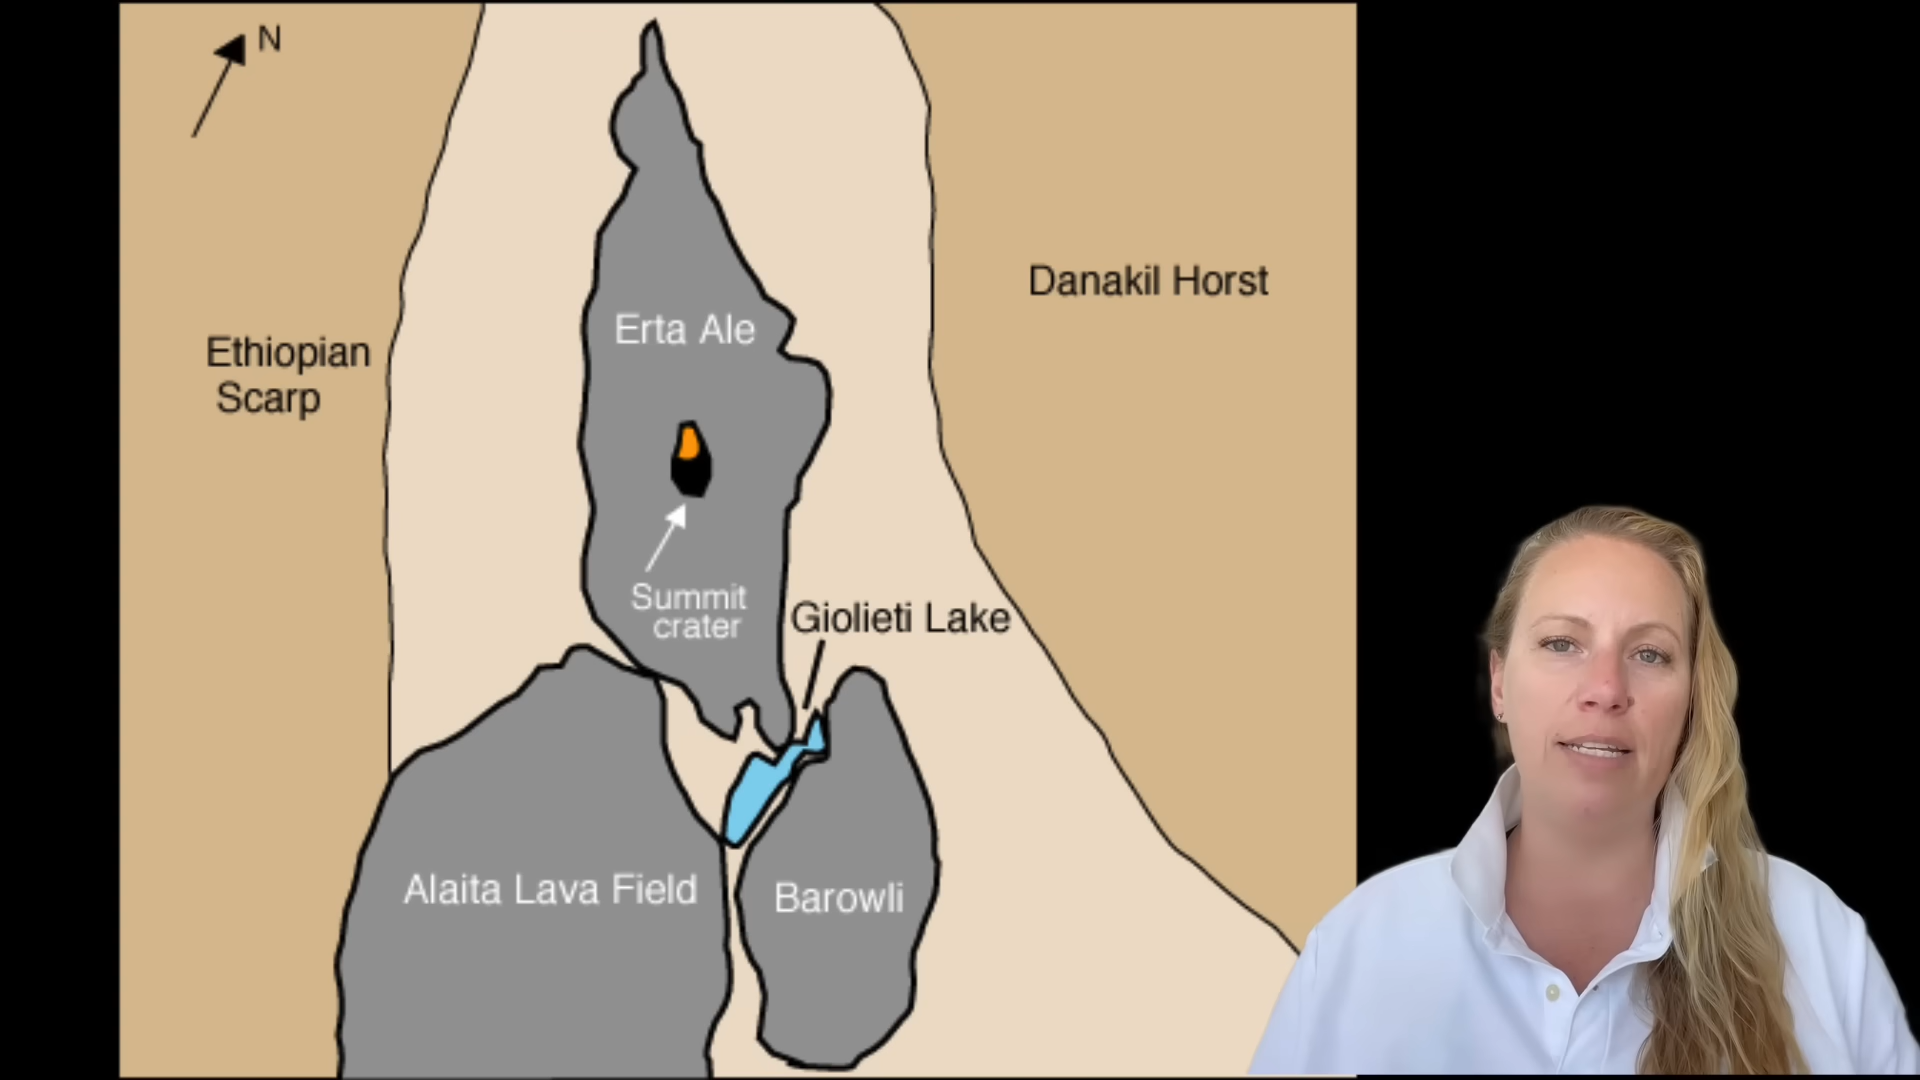 N
Erta Ale
Danakil Horst
Ethiopian
Scarp
Summit
crater
Giolieti Lake
Alaita Lava Field
Barowli